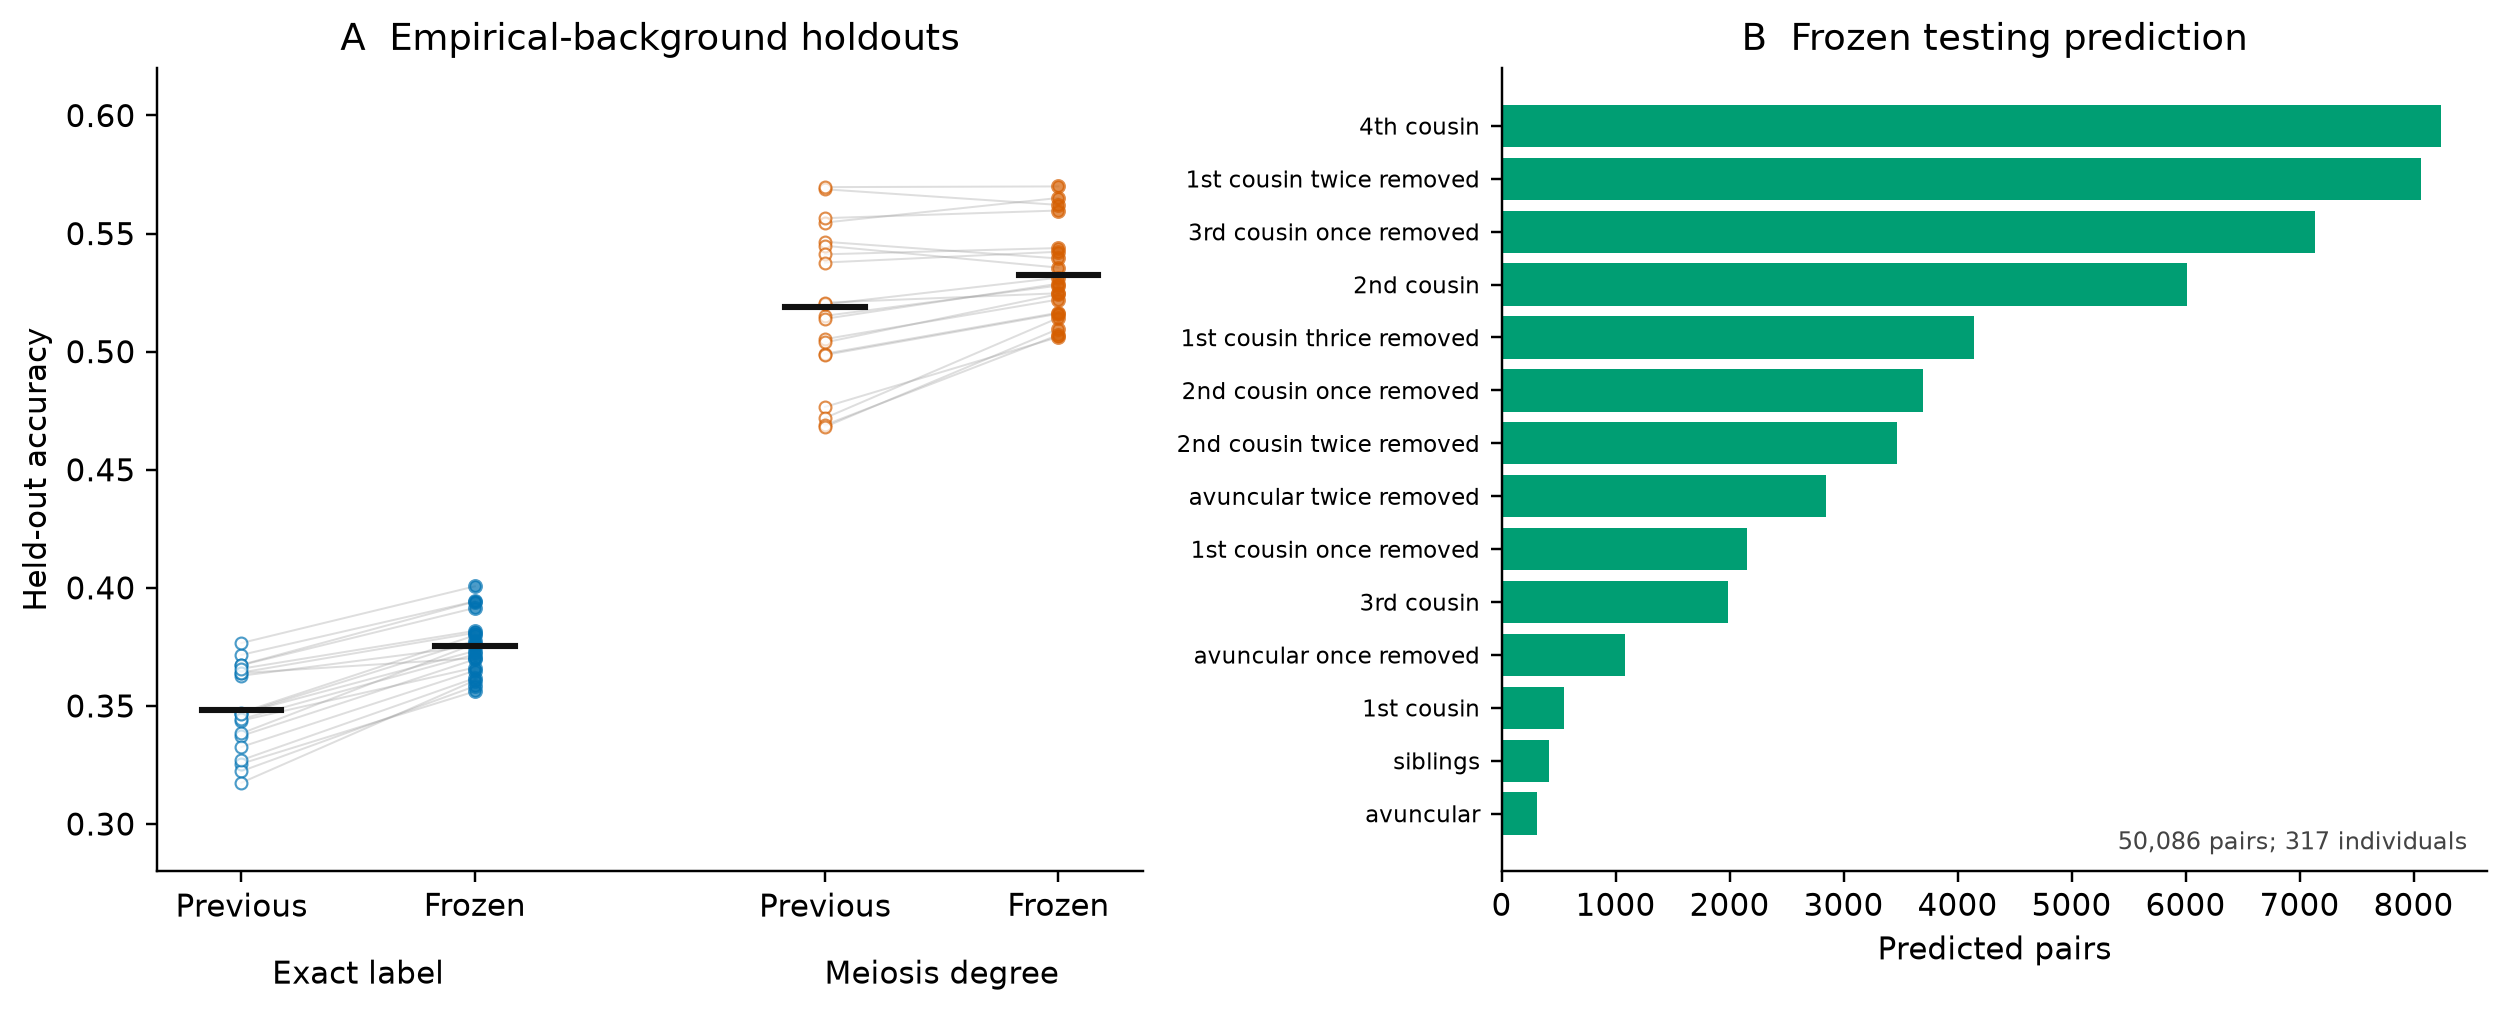 A  Empirical-background holdouts
Held-out accuracy
0.60
0.55
0.50
0.45
0.40
0.35
0.30
Previous
Frozen
Previous
Frozen
Exact label
Meiosis degree
B  Frozen testing prediction
4th cousin
1st cousin twice removed
3rd cousin once removed
2nd cousin
1st cousin thrice removed
2nd cousin once removed
2nd cousin twice removed
avuncular twice removed
1st cousin once removed
3rd cousin
avuncular once removed
1st cousin
siblings
avuncular
50,086 pairs; 317 individuals
0
1000
2000
3000
4000
5000
6000
7000
8000
Predicted pairs